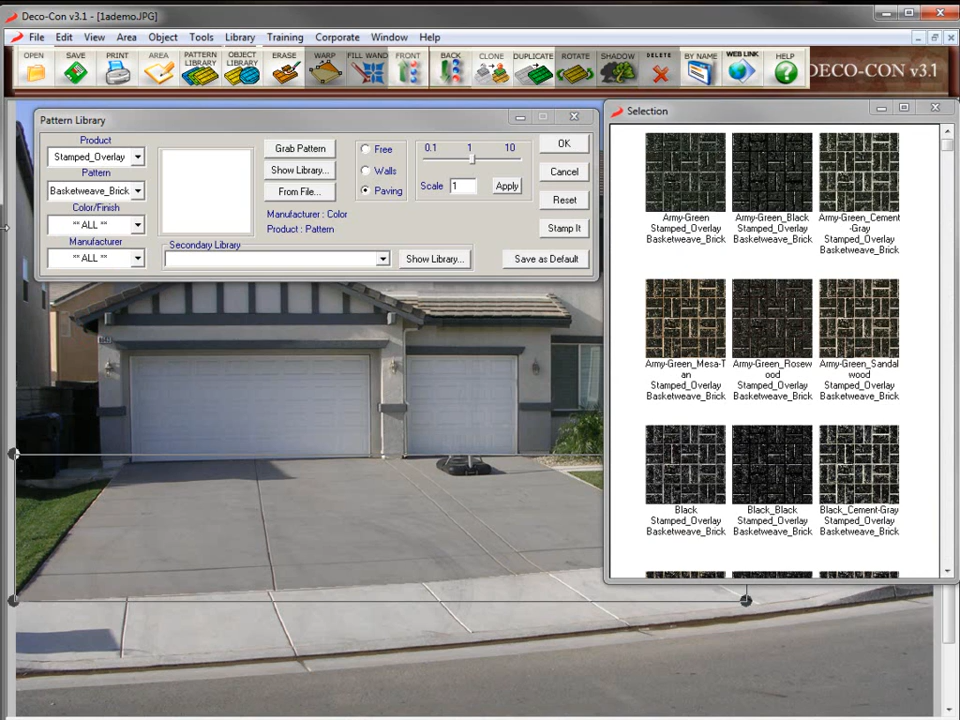 Deco-Con v3.1 - [1ademo.JPG]
File Edit View Area Object Tools Library Training Corporate Window Help
OPEN SAVE PRINT AREA PATTERN LIBRARY OBJECT LIBRARY ERASE WARP FILL WAND FRONT BACK CLONE DUPLICATE ROTATE SHADOW DELETE BY NAME WEB LINK HELP
DECO-CON v3.1
Pattern Library
Product
Stamped_Overlay
Pattern
Basketweave_Brick
Color/Finish
** ALL **
Manufacturer
** ALL **
Grab Pattern
Show Library...
From File...
Manufacturer : Color
Product : Pattern
Free
Walls
Paving
0.1 1 10
Scale 1 Apply
OK
Cancel
Reset
Stamp It
Secondary Library
Show Library...
Save as Default
Selection
Army-Green
Stamped_Overlay
Basketweave_Brick
Army-Green_Black
Stamped_Overlay
Basketweave_Brick
Army-Green_Cement
-Gray
Stamped_Overlay
Basketweave_Brick
Army-Green_Mesa-T
an
Stamped_Overlay
Basketweave_Brick
Army-Green_Rosew
ood
Stamped_Overlay
Basketweave_Brick
Army-Green_Sandal
wood
Stamped_Overlay
Basketweave_Brick
Black
Stamped_Overlay
Basketweave_Brick
Black_Black
Stamped_Overlay
Basketweave_Brick
Black_Cement-Gray
Stamped_Overlay
Basketweave_Brick